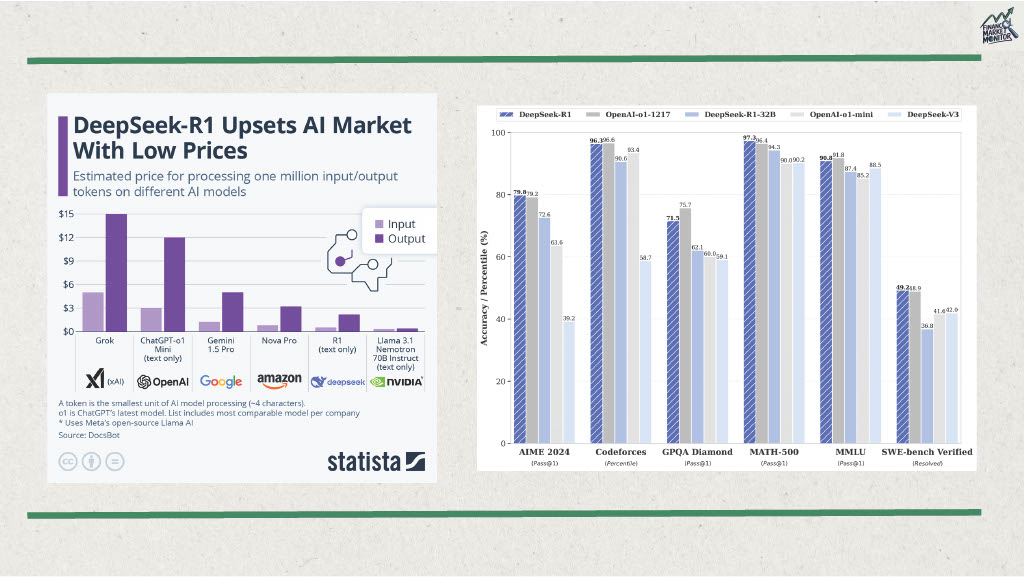 FINANCIAL
MARKET
MONITOR
DeepSeek-R1 Upsets AI Market
With Low Prices
Estimated price for processing one million input/output
tokens on different AI models
$15
$12
$9
$6
$3
$0
Input
Output
Grok
ChatGPT-o1
Mini
(text only)
Gemini
1.5 Pro
Nova Pro
R1
(text only)
Llama 3.1
Nemotron
70B Instruct
(text only)
(xAI)
OpenAI
Google
amazon
deepseek
NVIDIA*
A token is the smallest unit of AI model processing (~4 characters).
o1 is ChatGPT's latest model. List includes most comparable model per company
* Uses Meta's open-source Llama AI
Source: DocsBot
cc
statista
DeepSeek-R1 OpenAI-o1-1217 DeepSeek-R1-32B OpenAI-o1-mini DeepSeek-V3
Accuracy / Percentile (%)
100
80
60
40
20
0
79.8 79.2 72.6 63.6 39.2
96.3 96.6 90.6 93.4 58.7
71.5 75.7 62.1 60.0 59.1
97.3 96.4 94.3 90.0 90.2
90.8 91.8 87.4 85.2 88.5
49.2 48.9 36.8 41.6 42.0
AIME 2024
(Pass@1)
Codeforces
(Percentile)
GPQA Diamond
(Pass@1)
MATH-500
(Pass@1)
MMLU
(Pass@1)
SWE-bench Verified
(Resolved)